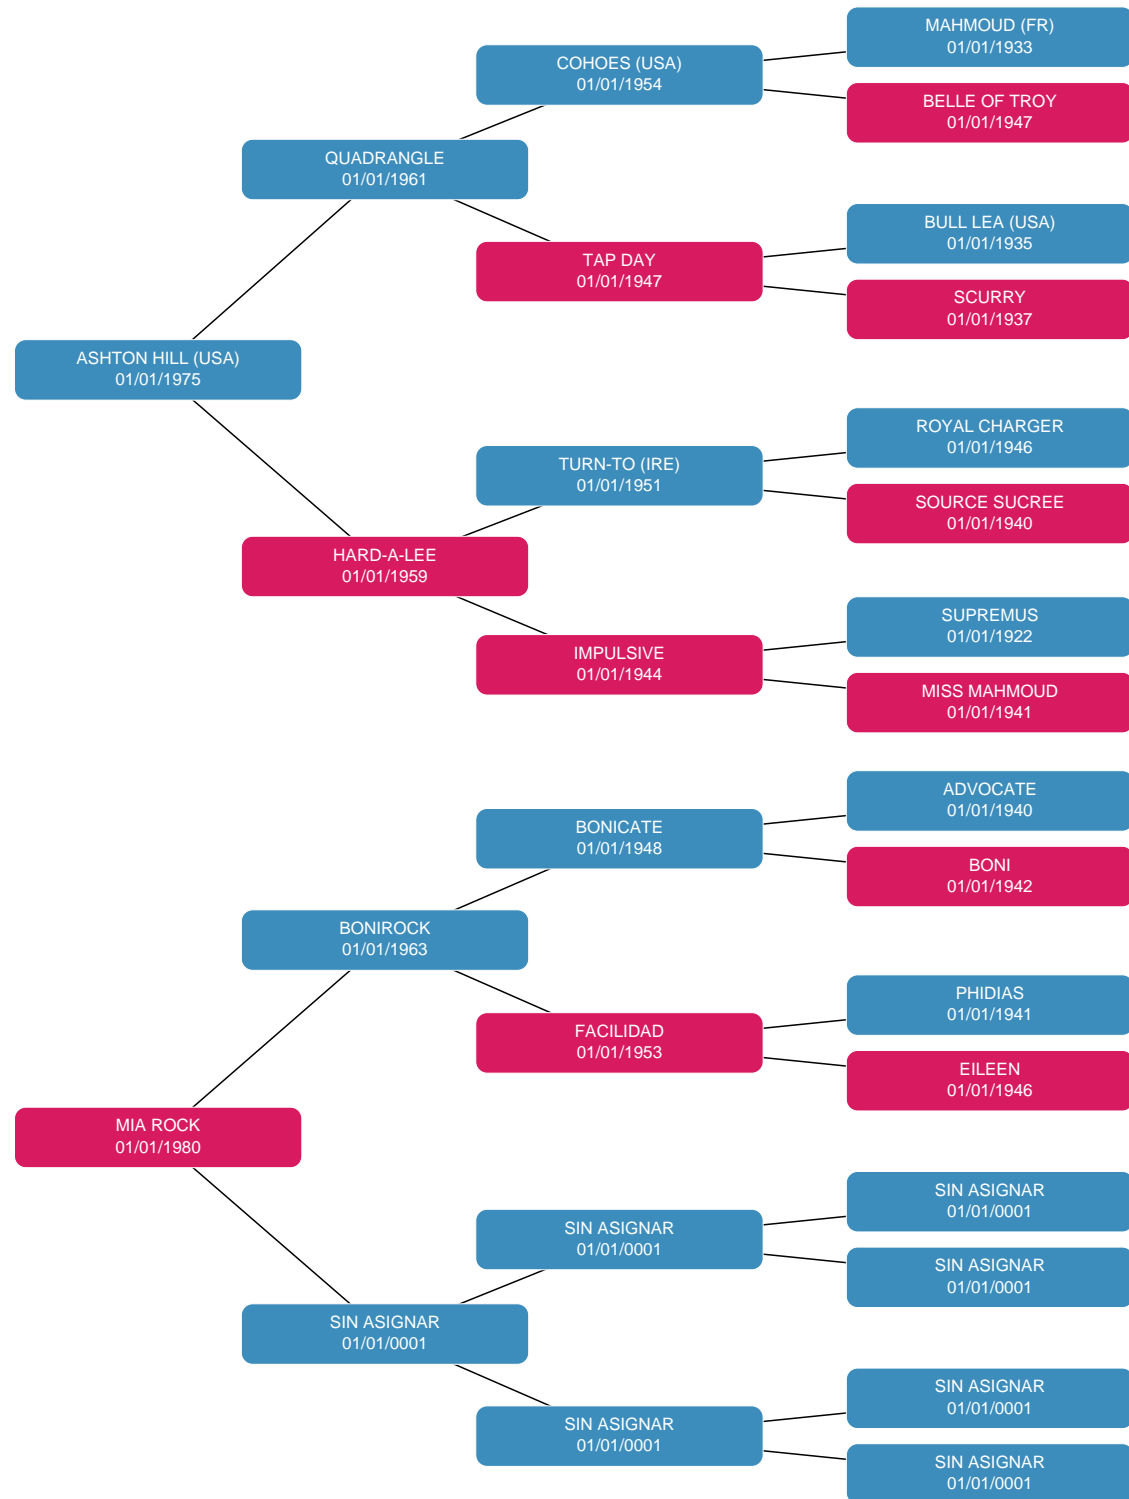 MAHMOUD (FR)
01/01/1933
COHOES (USA)
01/01/1954
BELLE OF TROY
01/01/1947
QUADRANGLE
01/01/1961
BULL LEA (USA)
01/01/1935
TAP DAY
01/01/1947
SCURRY
01/01/1937
ASHTON HILL (USA)
01/01/1975
ROYAL CHARGER
01/01/1946
TURN-TO (IRE)
01/01/1951
SOURCE SUCREE
01/01/1940
HARD-A-LEE
01/01/1959
SUPREMUS
01/01/1922
IMPULSIVE
01/01/1944
MISS MAHMOUD
01/01/1941
ADVOCATE
01/01/1940
BONICATE
01/01/1948
BONI
01/01/1942
BONIROCK
01/01/1963
PHIDIAS
01/01/1941
FACILIDAD
01/01/1953
EILEEN
01/01/1946
MIA ROCK
01/01/1980
SIN ASIGNAR
01/01/0001
SIN ASIGNAR
01/01/0001
SIN ASIGNAR
01/01/0001
SIN ASIGNAR
01/01/0001
SIN ASIGNAR
01/01/0001
SIN ASIGNAR
01/01/0001
SIN ASIGNAR
01/01/0001